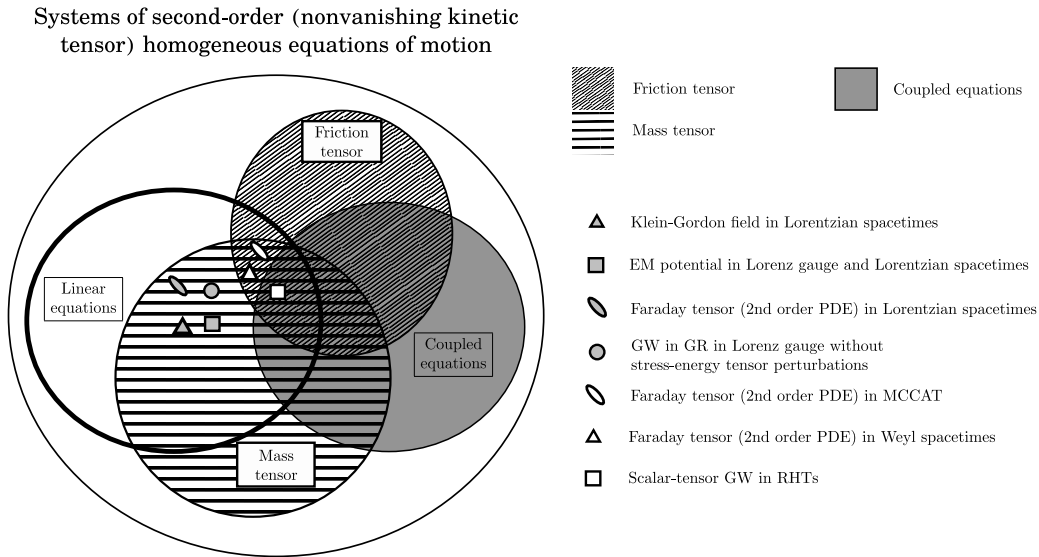 Systems of second-order (nonvanishing kinetic
tensor) homogeneous equations of motion
Friction
tensor
Linear
equations
Coupled
equations
Mass
tensor
Friction tensor
Coupled equations
Mass tensor
Klein-Gordon field in Lorentzian spacetimes
EM potential in Lorenz gauge and Lorentzian spacetimes
Faraday tensor (2nd order PDE) in Lorentzian spacetimes
GW in GR in Lorenz gauge without
stress-energy tensor perturbations
Faraday tensor (2nd order PDE) in MCCAT
Faraday tensor (2nd order PDE) in Weyl spacetimes
Scalar-tensor GW in RHTs